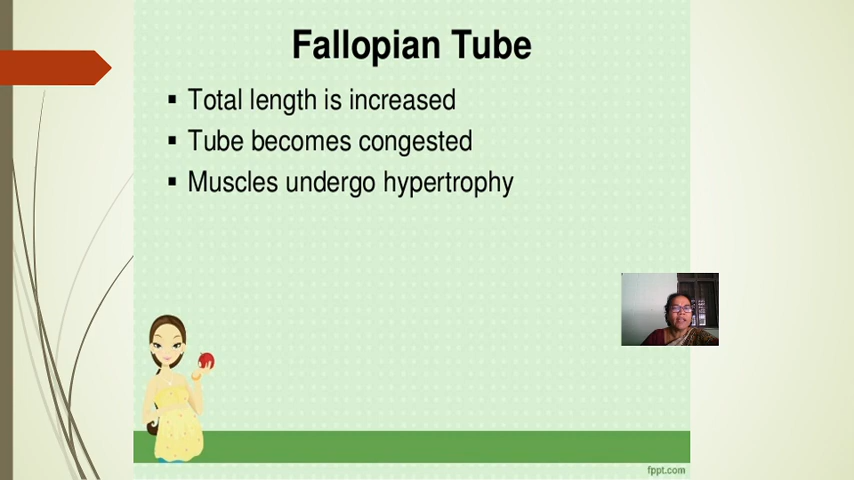 Fallopian Tube
▪ Total length is increased
▪ Tube becomes congested
▪ Muscles undergo hypertrophy
fppt.com